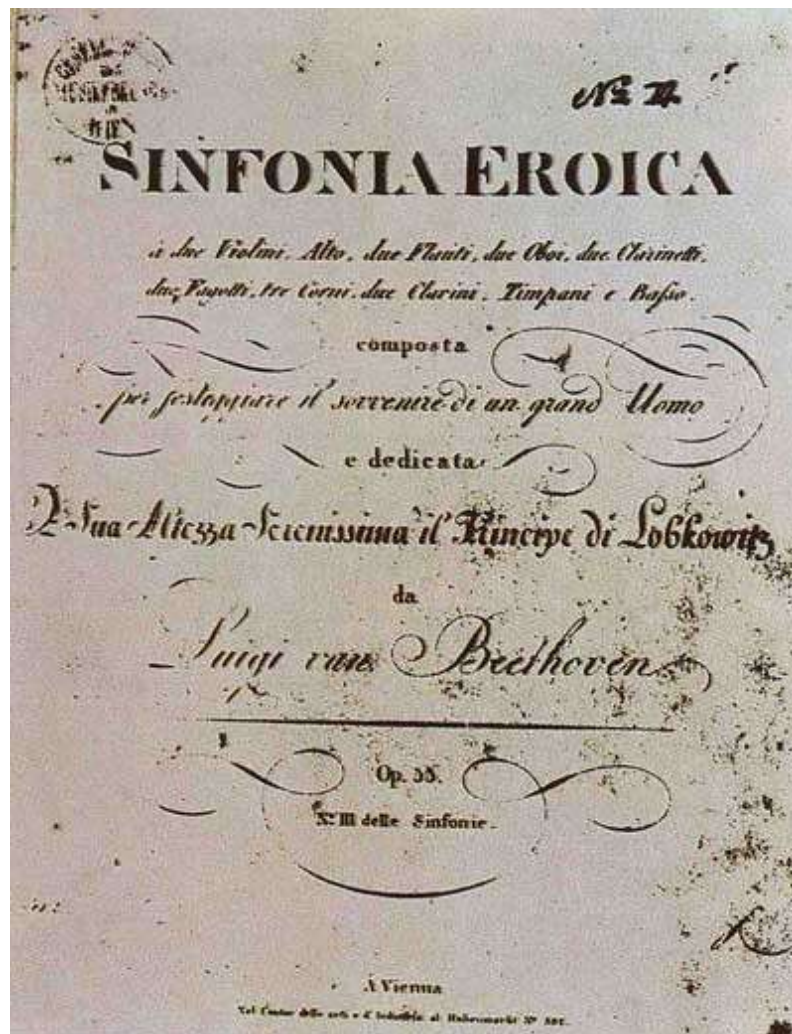 Nº II
SINFONIA EROICA
à due Violini, Alto, due Flauti, due Oboi, due Clarinetti,
due Fagotti, tre Corni, due Clarini, Timpani e Basso.
composta
per festeggiare il sovvenire di un grand Uomo
e dedicata
A Sua Altezza Serenissima il Principe di Lobkowitz
da
Luigi van Beethoven
Op. 55.
Nº III delle Sinfonie.
A Vienna